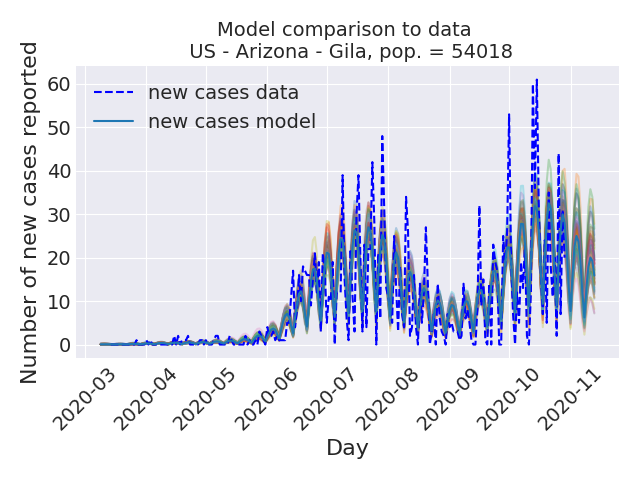 Model comparison to data
US - Arizona - Gila, pop. = 54018
Number of new cases reported
60
50
40
30
20
10
0
new cases data
new cases model
2020-03
2020-04
2020-05
2020-06
2020-07
2020-08
2020-09
2020-10
2020-11
Day